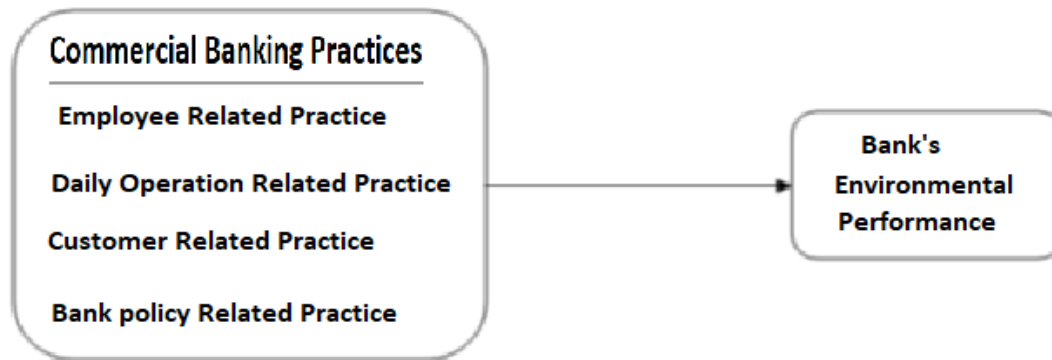 Commercial Banking Practices
Employee Related Practice
Daily Operation Related Practice
Customer Related Practice
Bank policy Related Practice
Bank's
Environmental
Performance